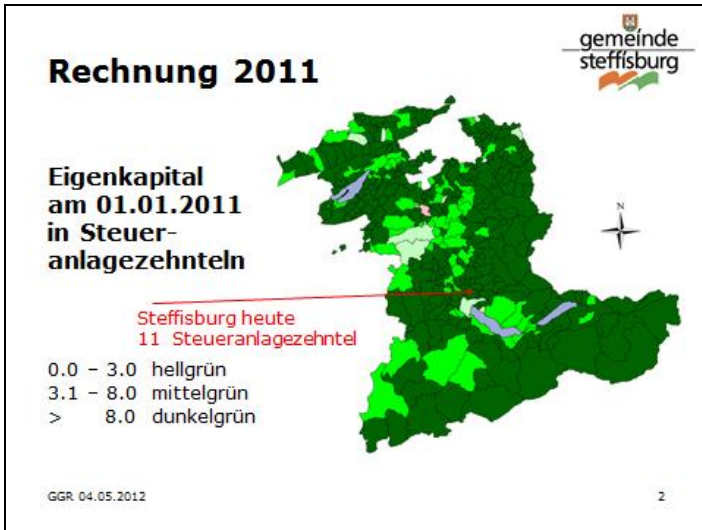 gemeinde
steffisburg
Rechnung 2011
Eigenkapital
am 01.01.2011
in Steuer-
anlagezehnteln
N
Steffisburg heute
11 Steueranlagezehntel
0.0 – 3.0 hellgrün
3.1 – 8.0 mittelgrün
> 8.0 dunkelgrün
GGR 04.05.2012
2